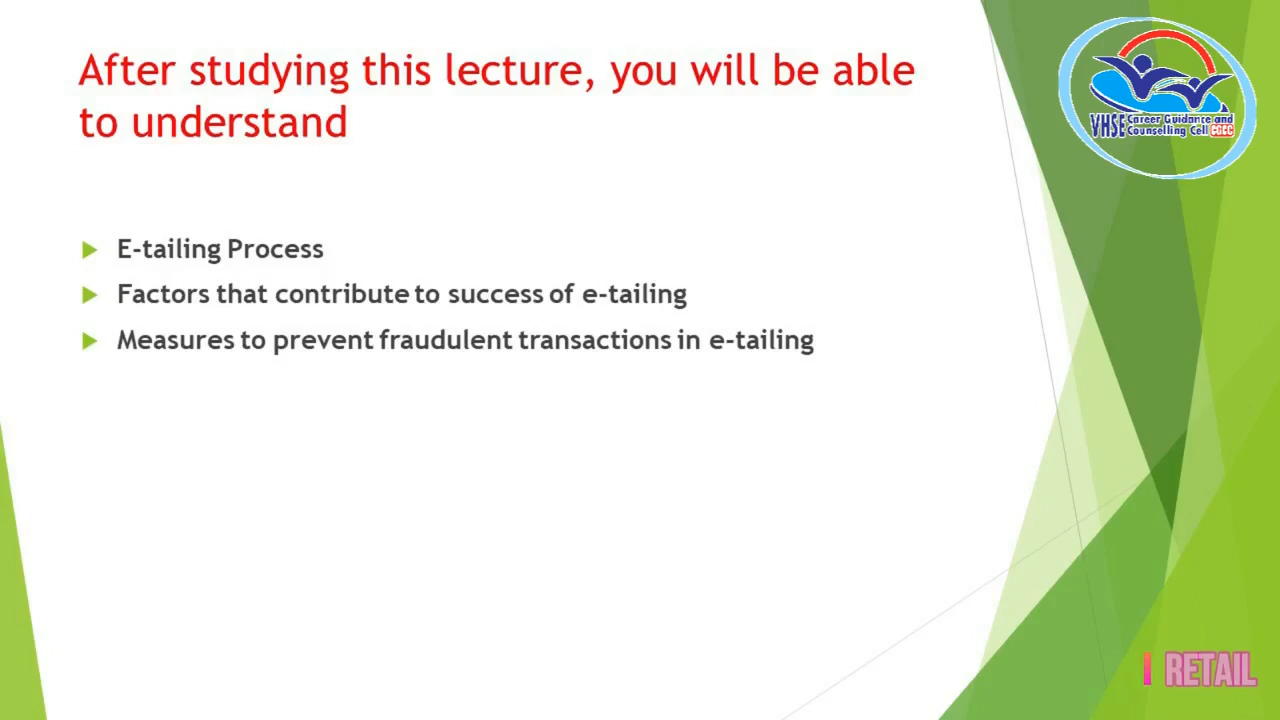 After studying this lecture, you will be able
to understand
E-tailing Process
Factors that contribute to success of e-tailing
Measures to prevent fraudulent transactions in e-tailing
VHSE Career Guidance and
Counselling Cell CGCC
I RETAIL